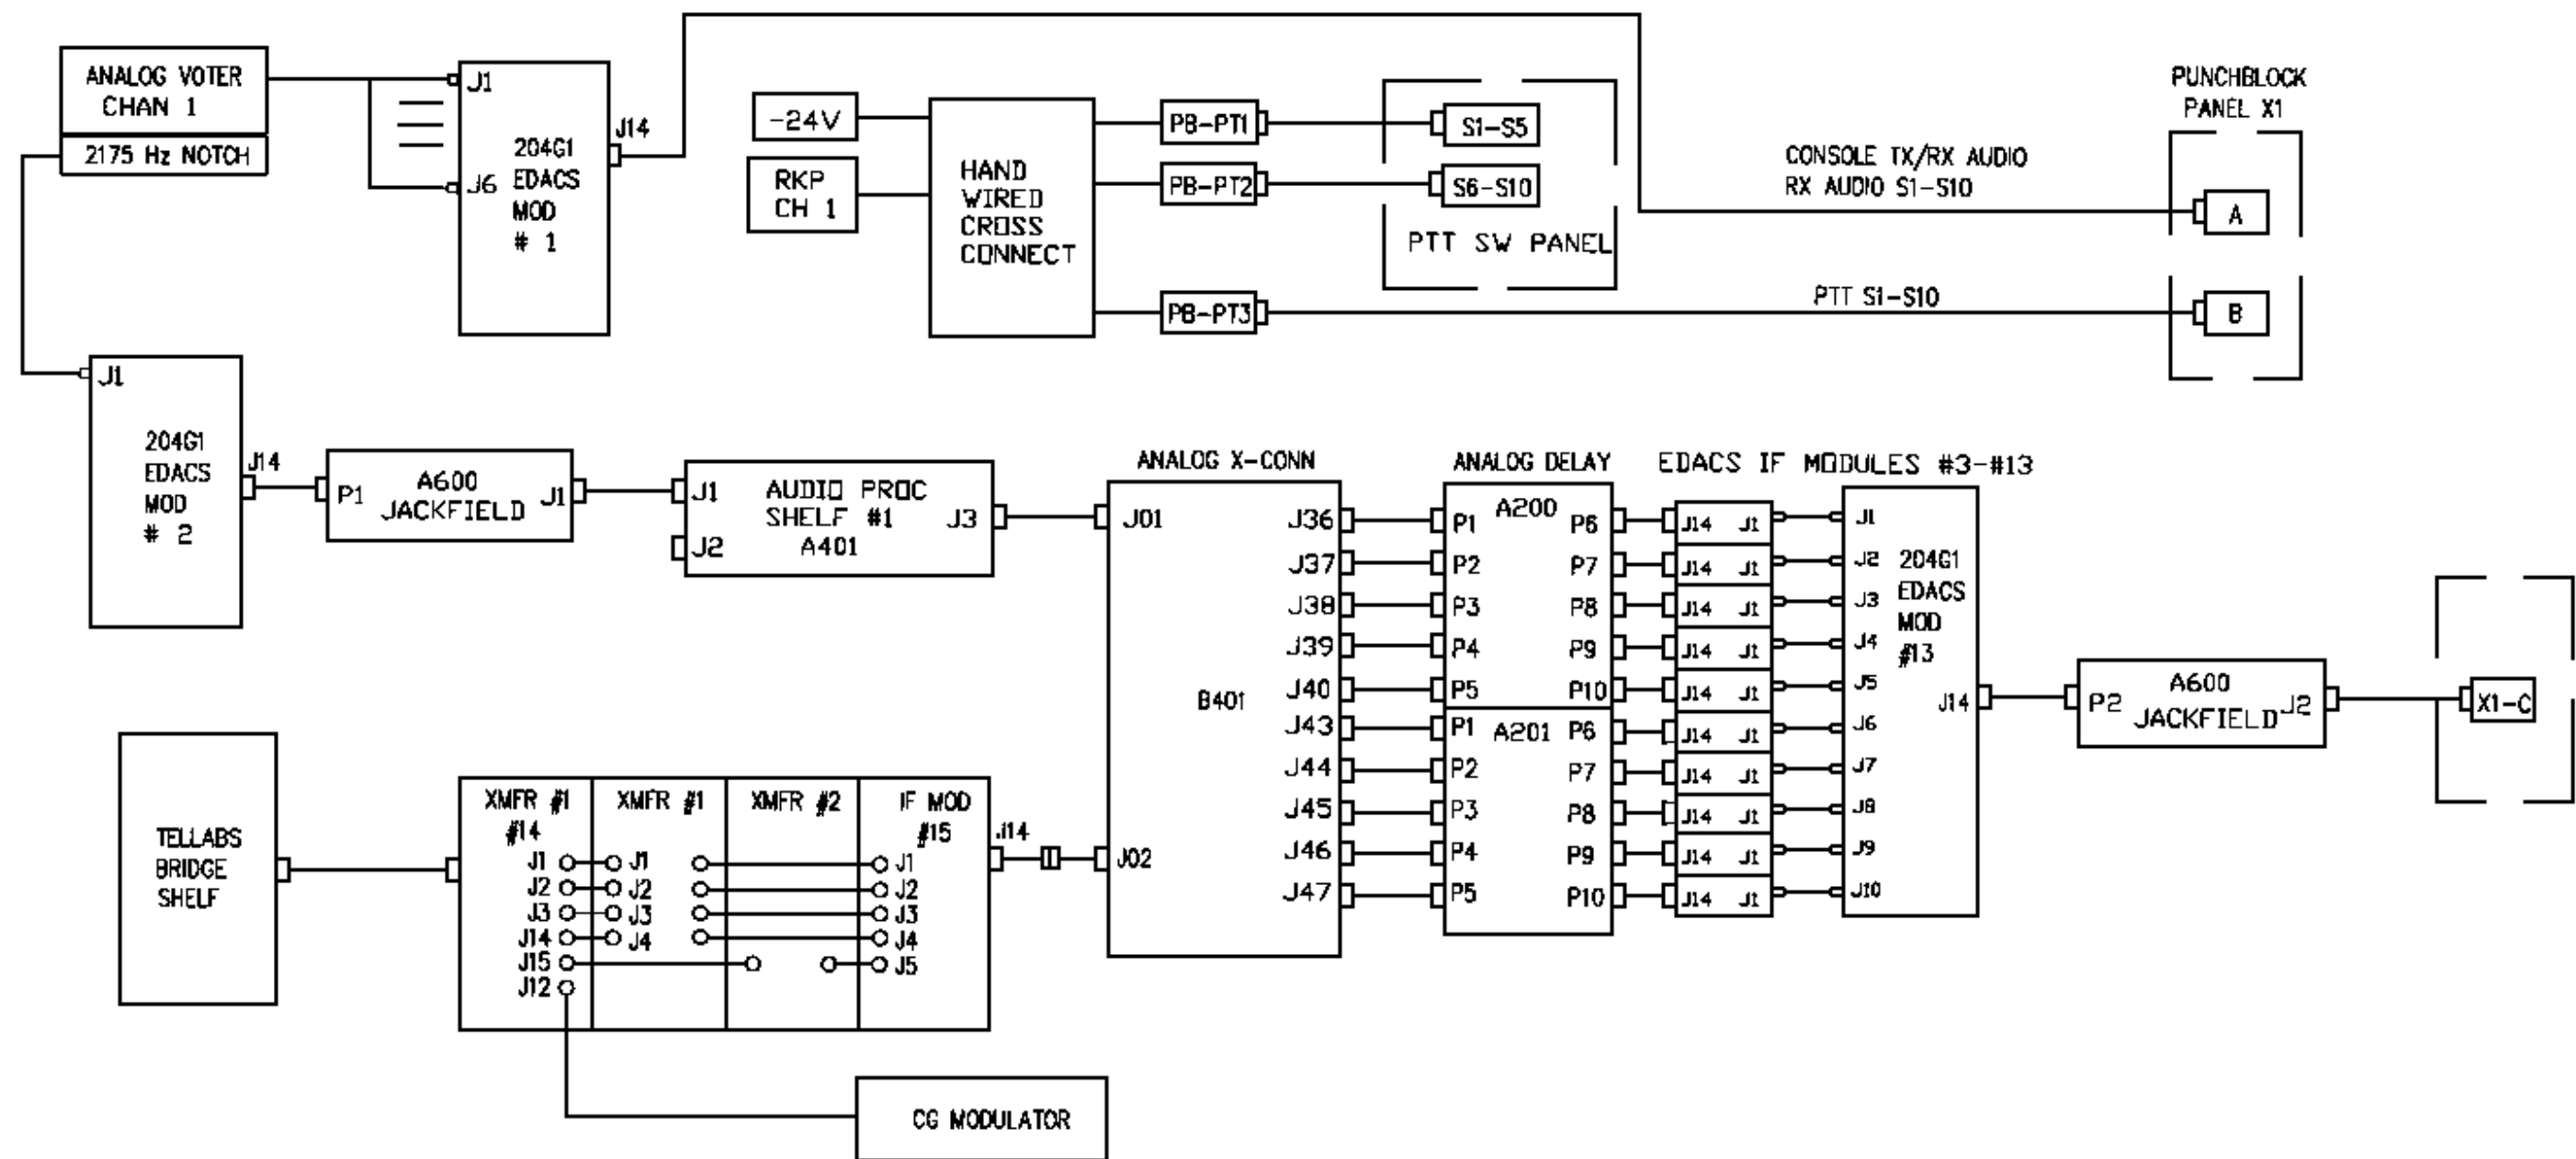 ANALOG VOTER
CHAN 1
2175 Hz NOTCH
J1
J6
204G1
EDACS
MOD
# 1
J14
-24V
RKP
CH 1
HAND
WIRED
CROSS
CONNECT
PB-PT1
PB-PT2
PB-PT3
S1-S5
S6-S10
PTT SW PANEL
CONSOLE TX/RX AUDIO
RX AUDIO S1-S10
PTT S1-S10
PUNCHBLOCK
PANEL X1
A
B
J1
204G1
EDACS
MOD
# 2
J14
P1
A600
JACKFIELD
J1
J1
J2
AUDIO PROC
SHELF #1
A401
J3
ANALOG X-CONN
J01
J02
B401
J36
J37
J38
J39
J40
J43
J44
J45
J46
J47
ANALOG DELAY
A200
P1 P6
P2 P7
P3 P8
P4 P9
P5 P10
A201
P1 P6
P2 P7
P3 P8
P4 P9
P5 P10
EDACS IF MODULES #3-#13
J14 J1
J14 J1
J14 J1
J14 J1
J14 J1
J14 J1
J14 J1
J14 J1
J14 J1
J14 J1
J1
J2
J3
J4
J5
J6
J7
J8
J9
J10
204G1
EDACS
MOD
#13
J14
P2
A600
JACKFIELD
J2
X1-C
TELLABS
BRIDGE
SHELF
XMFR #1
#14
J1
J2
J3
J14
J15
J12
XMFR #1
J1
J2
J3
J4
XMFR #2
IF MOD
#15
J1
J2
J3
J4
J5
J14
CG MODULATOR